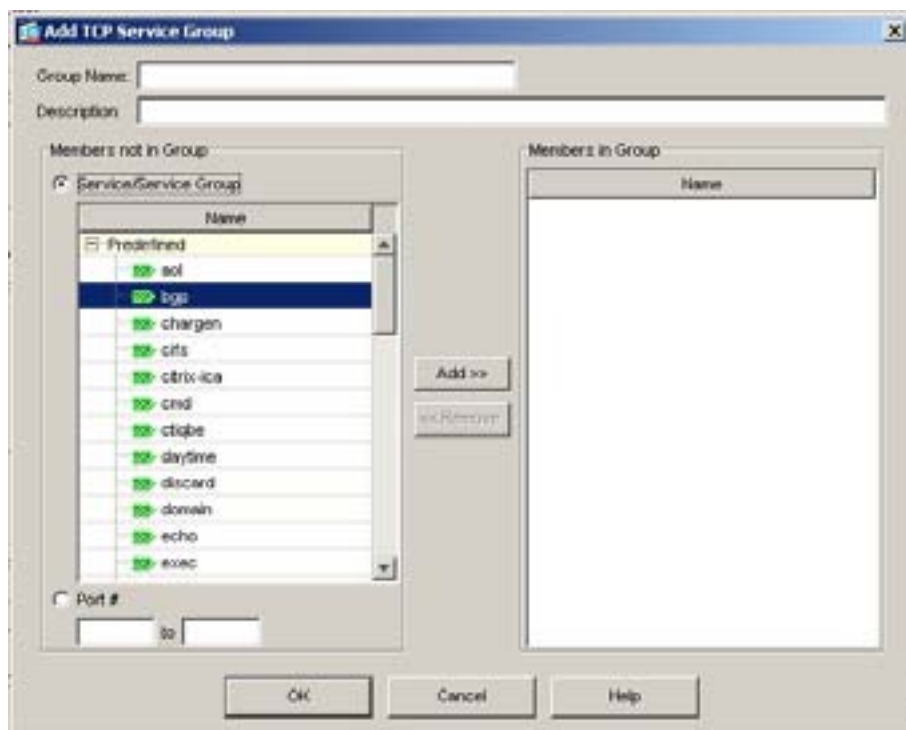 Add TCP Service Group
Group Name:
Description
Members not in Group
Service/Service Group
Name
Predefined
aol
bgp
chargen
cifs
citrix-ica
cmd
ctiqbe
daytime
discard
domain
echo
exec
Port #
to
Add >>
<< Remove
Members in Group
Name
OK
Cancel
Help